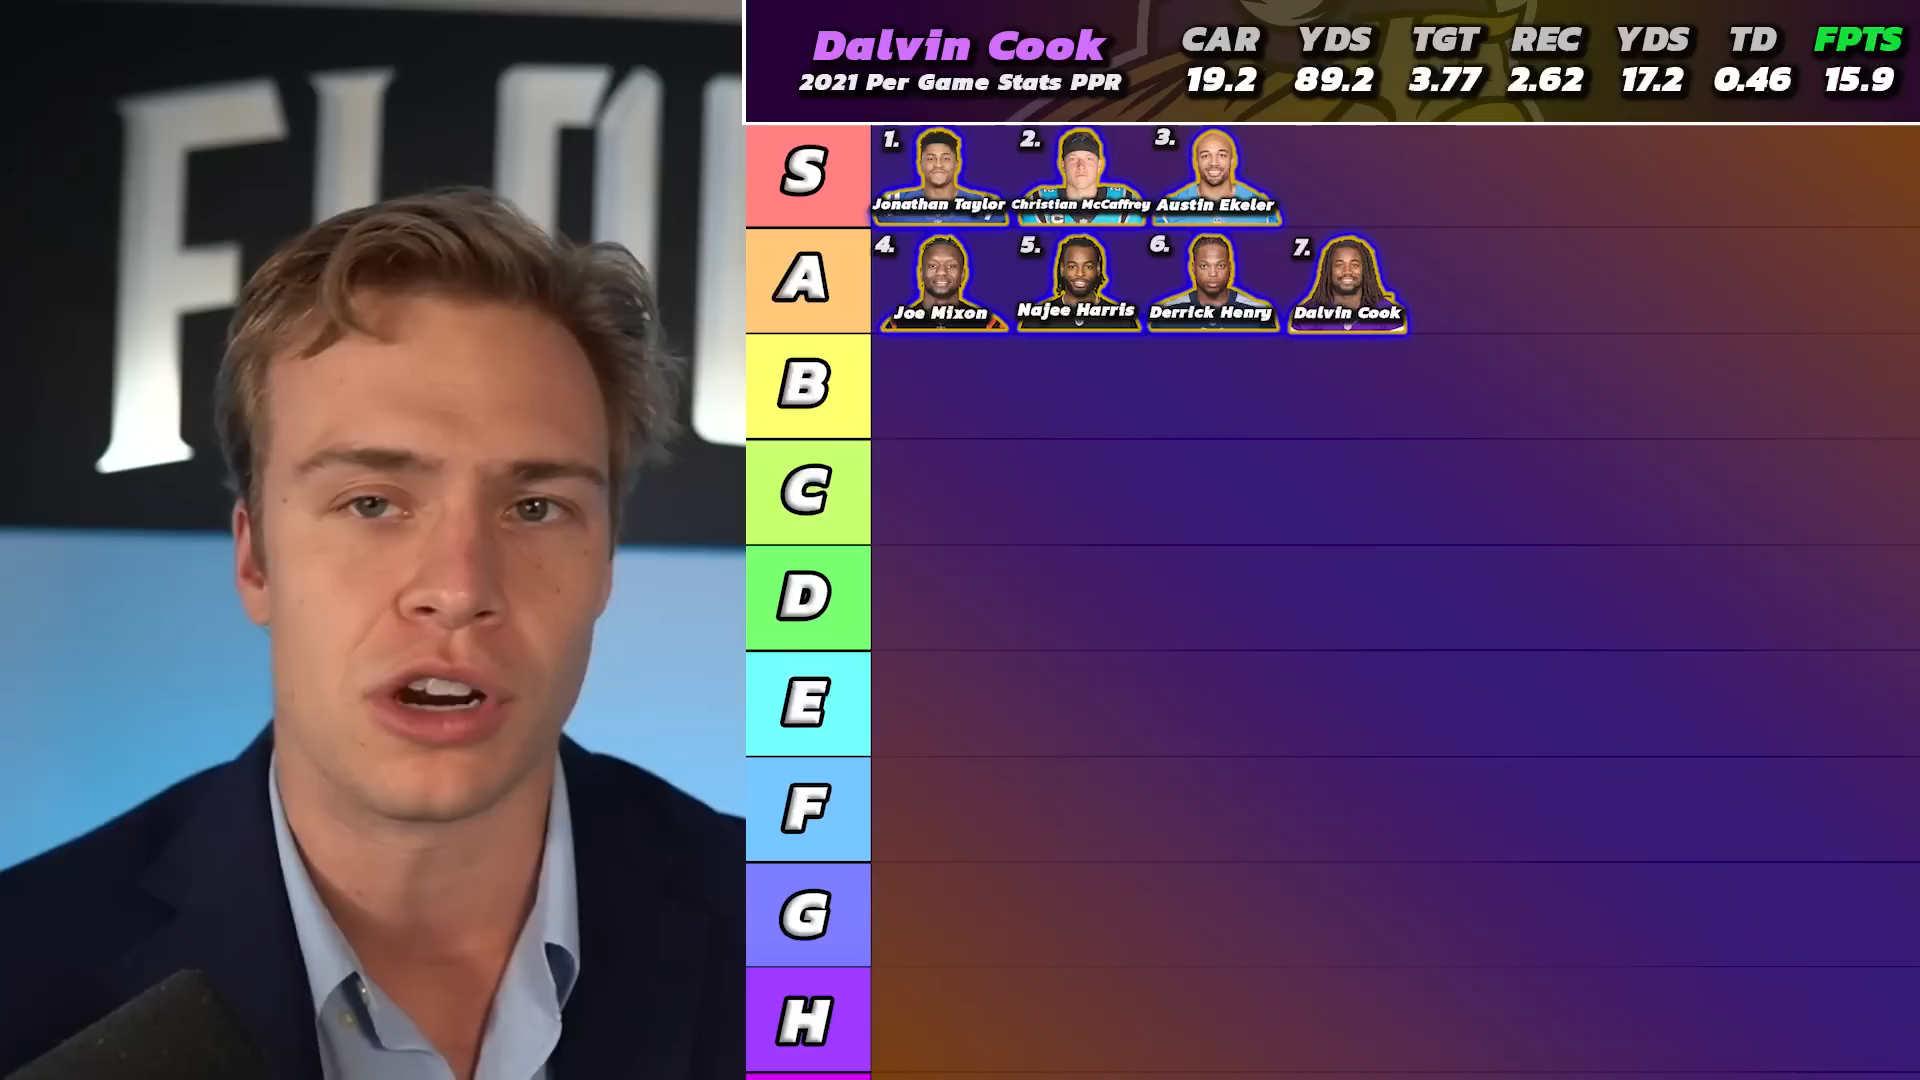 Dalvin Cook
2021 Per Game Stats PPR
CAR YDS TGT REC YDS TD FPTS
19.2 89.2 3.77 2.62 17.2 0.46 15.9
S
1. 2. 3.
Jonathan Taylor Christian McCaffrey Austin Ekeler
A
4. 5. 6. 7.
Joe Mixon Najee Harris Derrick Henry Dalvin Cook
B
C
D
E
F
G
H